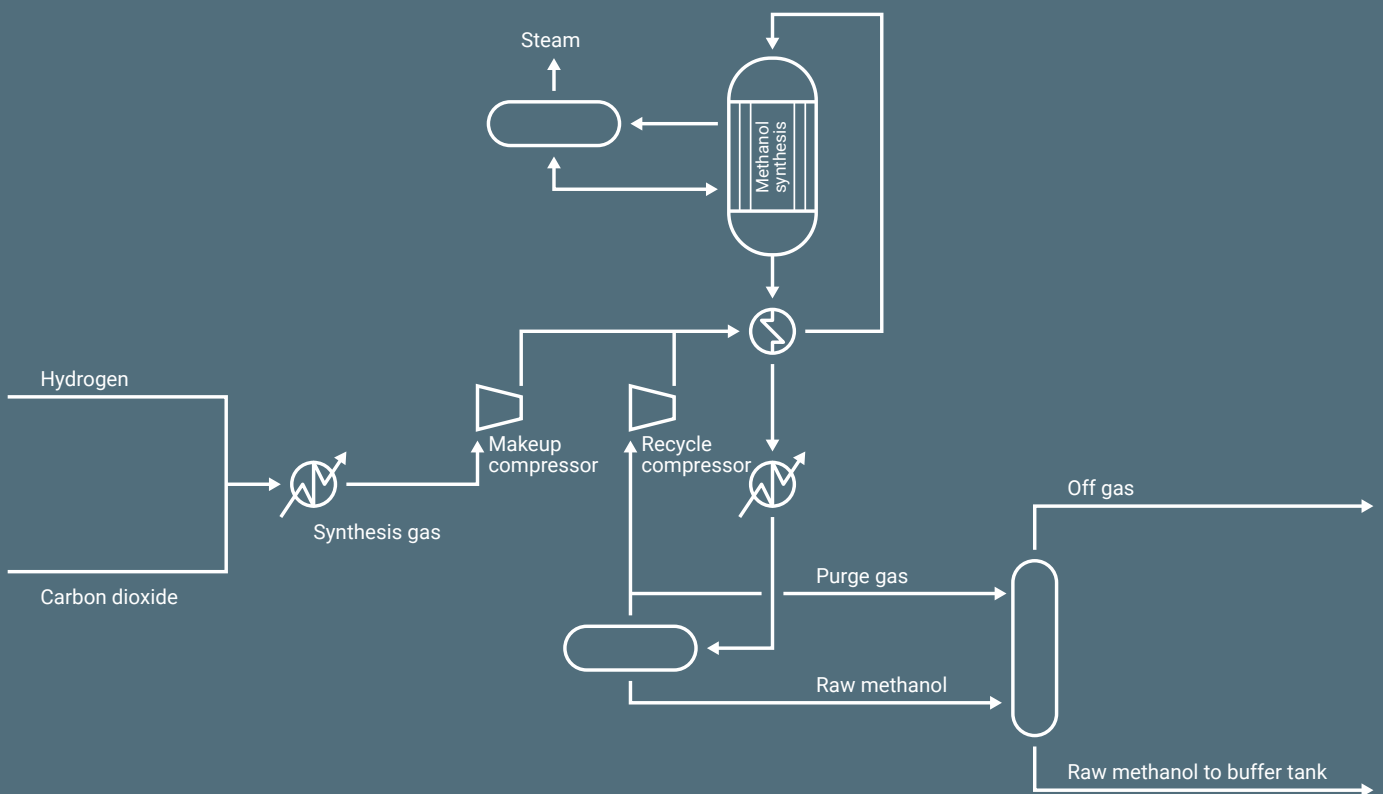 Steam
Methanol
synthesis
Hydrogen
Makeup
compressor
Recycle
compressor
Off gas
Synthesis gas
Purge gas
Carbon dioxide
Raw methanol
Raw methanol to buffer tank